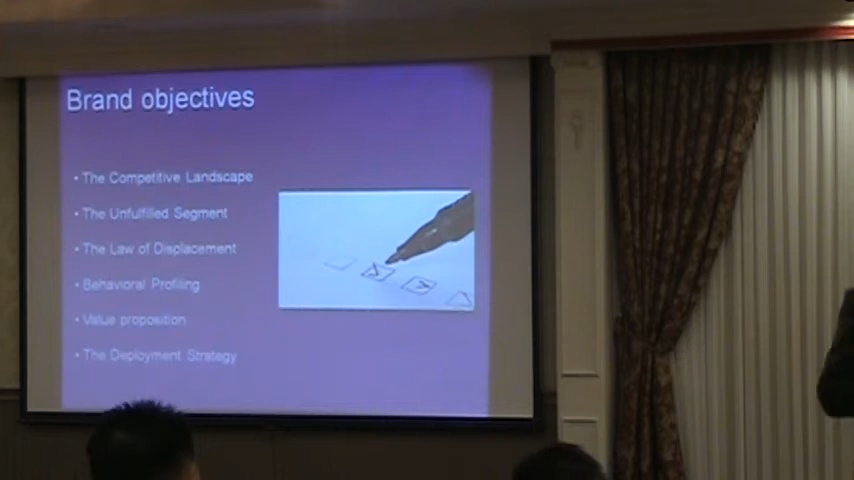 Brand objectives
• The Competitive Landscape
• The Unfulfilled Segment
• The Law of Displacement
• Behavioral Profiling
• Value proposition
• The Deployment Strategy